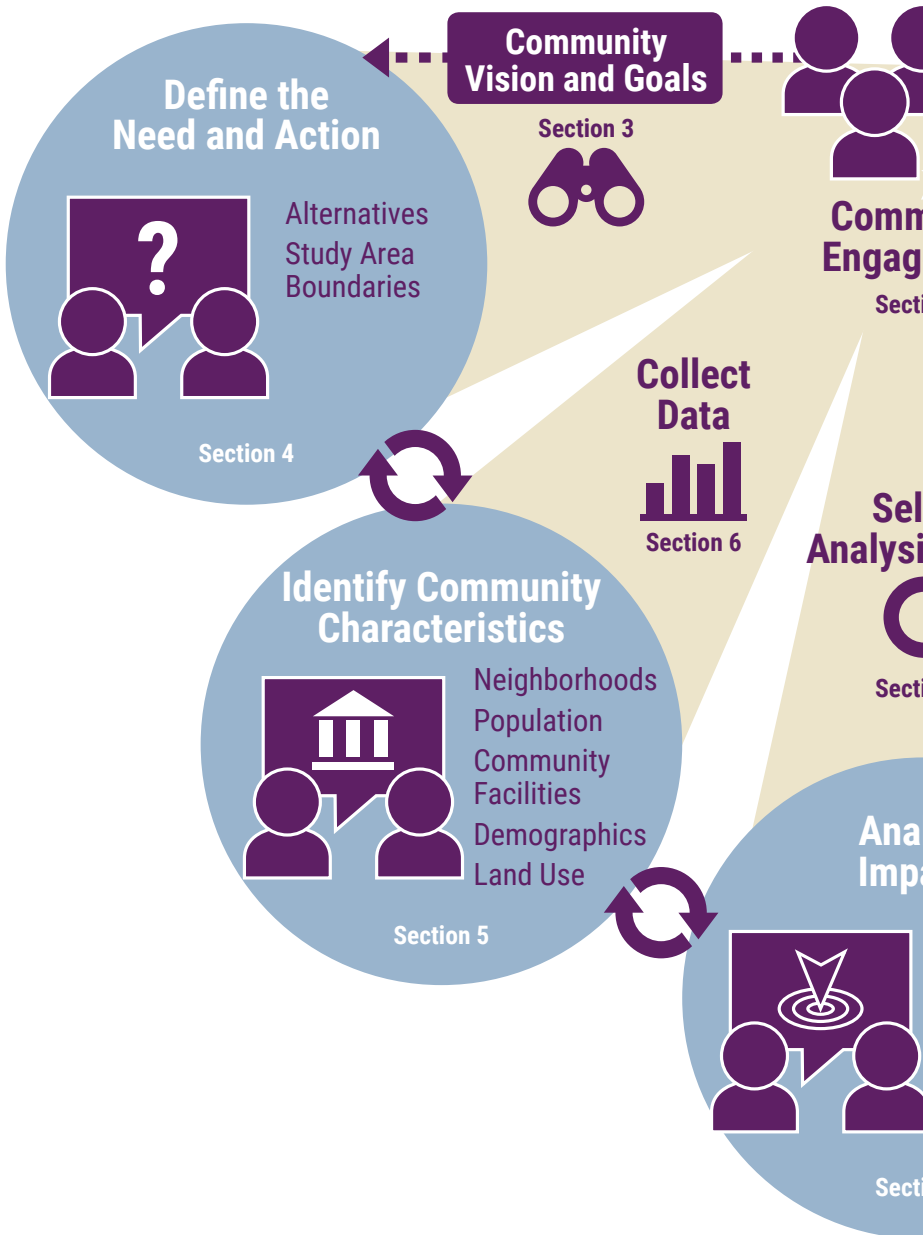 Community
Vision and Goals
Section 3
Define the
Need and Action
?
Alternatives
Study Area
Boundaries
Section 4
Collect
Data
Section 6
Identify Community
Characteristics
Neighborhoods
Population
Community
Facilities
Demographics
Land Use
Section 5